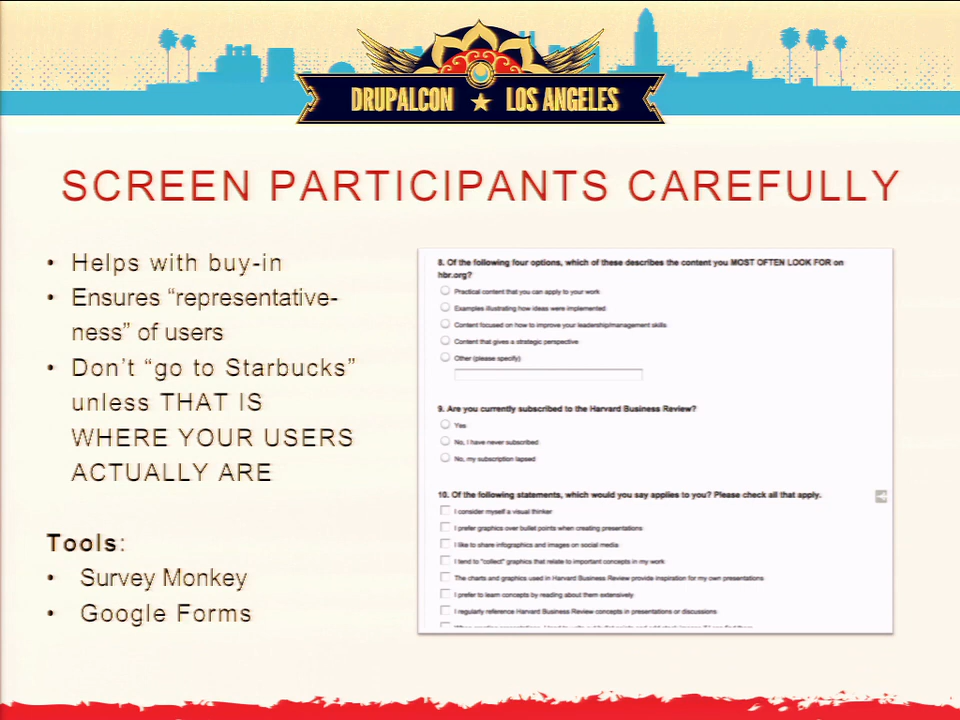 DRUPALCON ★ LOS ANGELES
SCREEN PARTICIPANTS CAREFULLY
• Helps with buy-in
• Ensures “representative-
ness” of users
• Don’t “go to Starbucks”
unless THAT IS
WHERE YOUR USERS
ACTUALLY ARE
Tools:
• Survey Monkey
• Google Forms
8. Of the following four options, which of these describes the content you MOST OFTEN LOOK FOR on
hbr.org?
Practical content that you can apply to your work
Examples illustrating how ideas were implemented
Content focused on how to improve your leadership/management skills
Content that gives a strategic perspective
Other (please specify)
9. Are you currently subscribed to the Harvard Business Review?
Yes
No, I have never subscribed
No, my subscription lapsed
10. Of the following statements, which would you say applies to you? Please check all that apply.
I consider myself a visual thinker
I prefer graphics over bullet points when creating presentations
I like to share infographics and images on social media
I tend to "collect" graphics that relate to important concepts in my work
The charts and graphics used in Harvard Business Review provide inspiration for my own presentations
I prefer to learn concepts by reading about them extensively
I regularly reference Harvard Business Review concepts in presentations or discussions